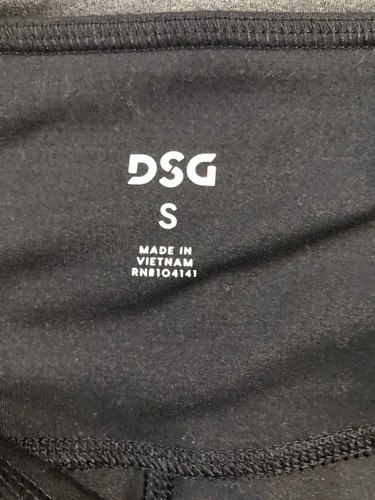 DSG
S
MADE IN
VIETNAM
RN#104141